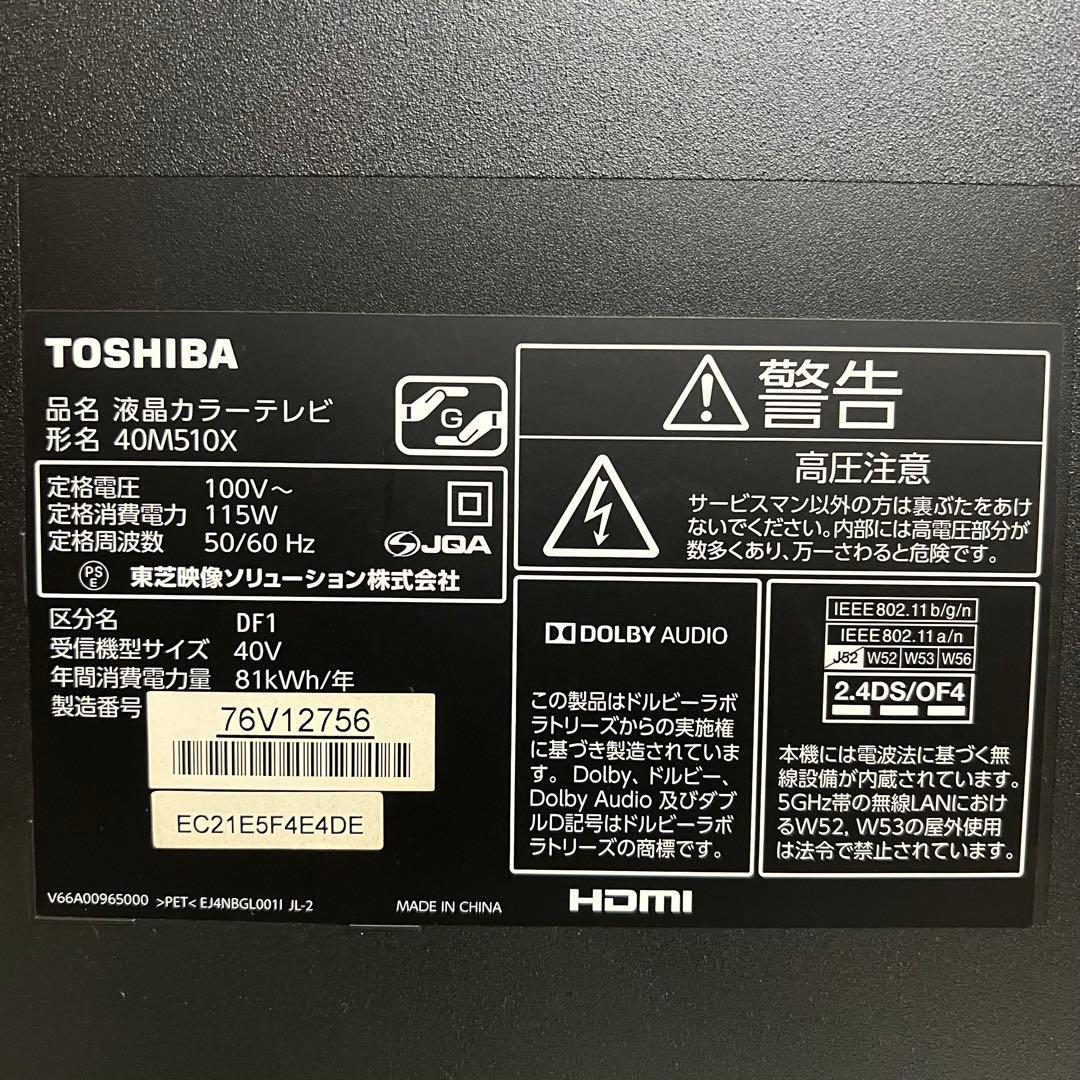 TOSHIBA
品名 液晶カラーテレビ
形名 40M510X
G
定格電圧 100V～
定格消費電力 115W
定格周波数 50/60 Hz
JQA
PSE 東芝映像ソリューション株式会社
区分名 DF1
受信機型サイズ 40V
年間消費電力量 81kWh/年
製造番号 76V12756
EC21E5F4E4DE
V66A00965000 >PET< EJ4NBGL001I JL-2
MADE IN CHINA
警告
高圧注意
サービスマン以外の方は裏ぶたをあけ
ないでください。内部には高電圧部分が
数多くあり、万一さわると危険です。
DOLBY AUDIO
この製品はドルビーラボ
ラトリーズからの実施権
に基づき製造されていま
す。 Dolby、ドルビー、
Dolby Audio 及びダブ
ルD記号はドルビーラボ
ラトリーズの商標です。
HDMI
IEEE802.11b/g/n
IEEE802.11a/n
J52 W52 W53 W56
2.4DS/OF4
本機には電波法に基づく無
線設備が内蔵されています。
5GHz帯の無線LANにおけ
るW52, W53の屋外使用
は法令で禁止されています。